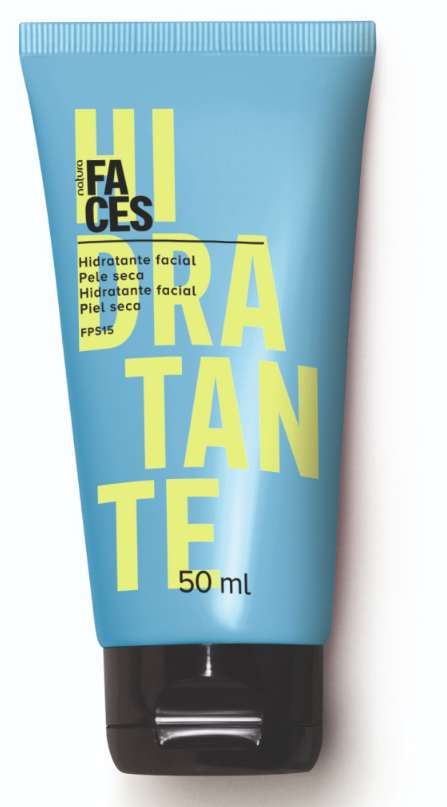 HI
natura
FA
CES
DRA
Hidratante facial
Pele seca
Hidratante facial
Piel seca
FPS15
TAN
TE
50 ml